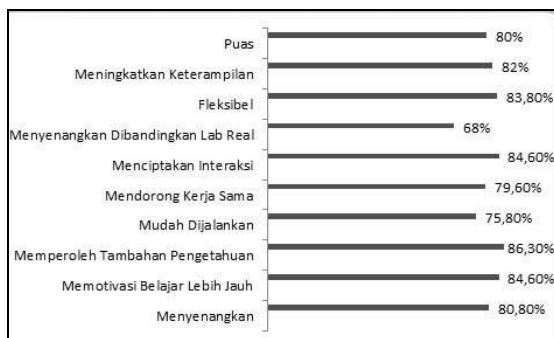 Puas 80%
Meningkatkan Keterampilan 82%
Fleksibel 83,80%
Menyenangkan Dibandingkan Lab Real 68%
Menciptakan Interaksi 84,60%
Mendorong Kerja Sama 79,60%
Mudah Dijalankan 75,80%
Memperoleh Tambahan Pengetahuan 86,30%
Memotivasi Belajar Lebih Jauh 84,60%
Menyenangkan 80,80%